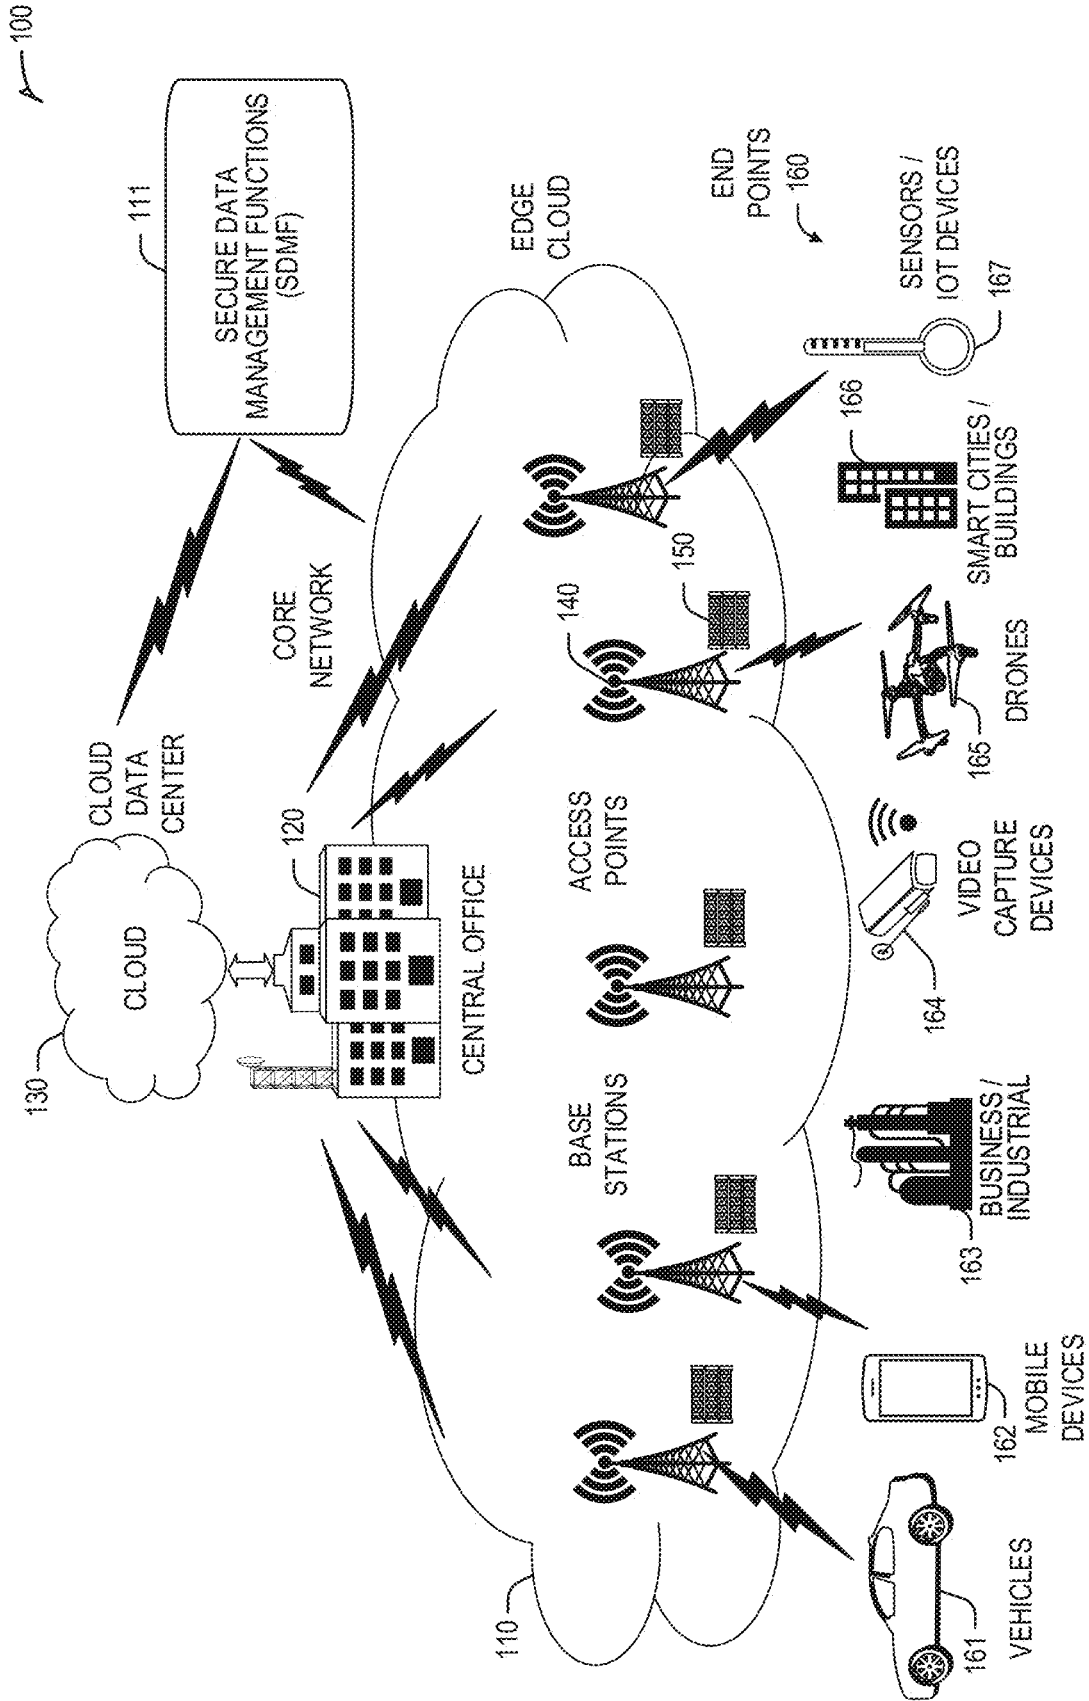 100
111
SECURE DATA
MANAGEMENT FUNCTIONS
(SDMF)
130
CLOUD
CLOUD
DATA
CENTER
120
CENTRAL OFFICE
CORE
NETWORK
EDGE
CLOUD
110
BASE
STATIONS
ACCESS
POINTS
140
150
END
POINTS
160
161
VEHICLES
162
MOBILE
DEVICES
163
BUSINESS /
INDUSTRIAL
164
VIDEO
CAPTURE
DEVICES
165
DRONES
166
SMART CITIES /
BUILDINGS
167
SENSORS /
IOT DEVICES